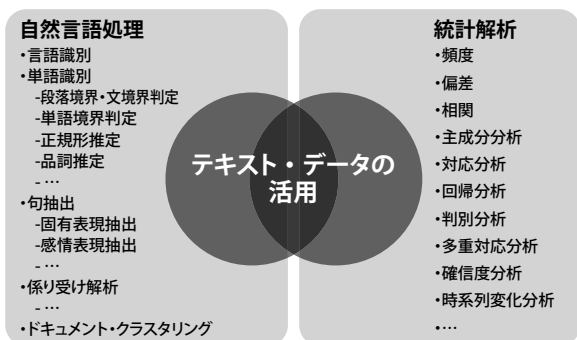 自然言語処理
・言語識別
・単語識別
-段落境界・文境界判定
-単語境界判定
-正規形推定
-品詞推定
- …
・句抽出
-固有表現抽出
-感情表現抽出
- …
・係り受け解析
- …
・ドキュメント・クラスタリング
テキスト・データの
活用
統計解析
・頻度
・偏差
・相関
・主成分分析
・対応分析
・回帰分析
・判別分析
・多重対応分析
・確信度分析
・時系列変化分析
・…